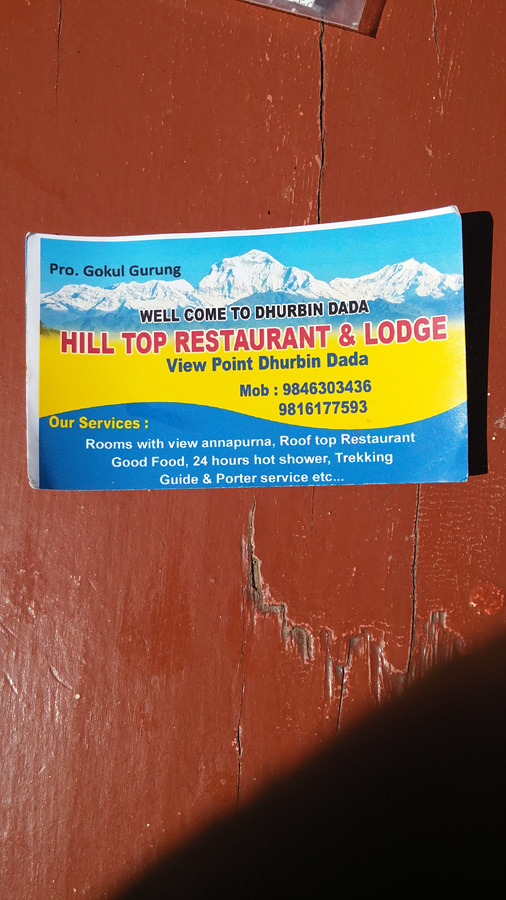 Pro. Gokul Gurung
WELL COME TO DHURBIN DADA
HILL TOP RESTAURANT & LODGE
View Point Dhurbin Dada
Mob : 9846303436
9816177593
Our Services :
Rooms with view annapurna, Roof top Restaurant
Good Food, 24 hours hot shower, Trekking
Guide & Porter service etc...